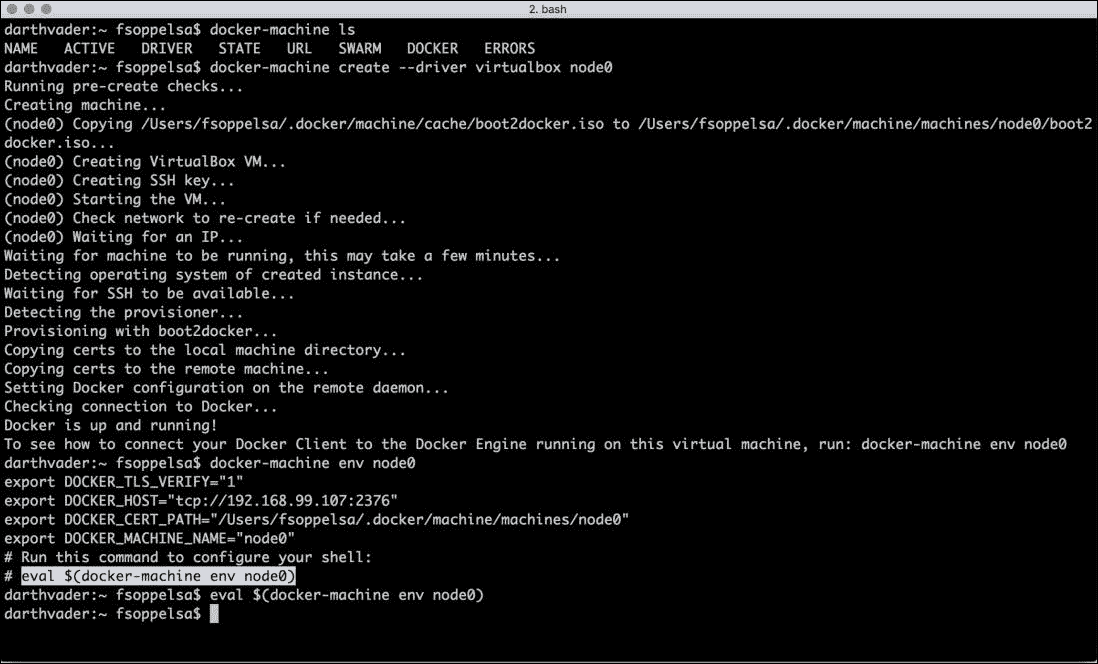 2. bash
darthvader:~ fsoppelsa$ docker-machine ls
NAME   ACTIVE   DRIVER   STATE   URL   SWARM   DOCKER   ERRORS
darthvader:~ fsoppelsa$ docker-machine create --driver virtualbox node0
Running pre-create checks...
Creating machine...
(node0) Copying /Users/fsoppelsa/.docker/machine/cache/boot2docker.iso to /Users/fsoppelsa/.docker/machine/machines/node0/boot2
docker.iso...
(node0) Creating VirtualBox VM...
(node0) Creating SSH key...
(node0) Starting the VM...
(node0) Check network to re-create if needed...
(node0) Waiting for an IP...
Waiting for machine to be running, this may take a few minutes...
Detecting operating system of created instance...
Waiting for SSH to be available...
Detecting the provisioner...
Provisioning with boot2docker...
Copying certs to the local machine directory...
Copying certs to the remote machine...
Setting Docker configuration on the remote daemon...
Checking connection to Docker...
Docker is up and running!
To see how to connect your Docker Client to the Docker Engine running on this virtual machine, run: docker-machine env node0
darthvader:~ fsoppelsa$ docker-machine env node0
export DOCKER_TLS_VERIFY="1"
export DOCKER_HOST="tcp://192.168.99.107:2376"
export DOCKER_CERT_PATH="/Users/fsoppelsa/.docker/machine/machines/node0"
export DOCKER_MACHINE_NAME="node0"
# Run this command to configure your shell:
# eval $(docker-machine env node0)
darthvader:~ fsoppelsa$ eval $(docker-machine env node0)
darthvader:~ fsoppelsa$